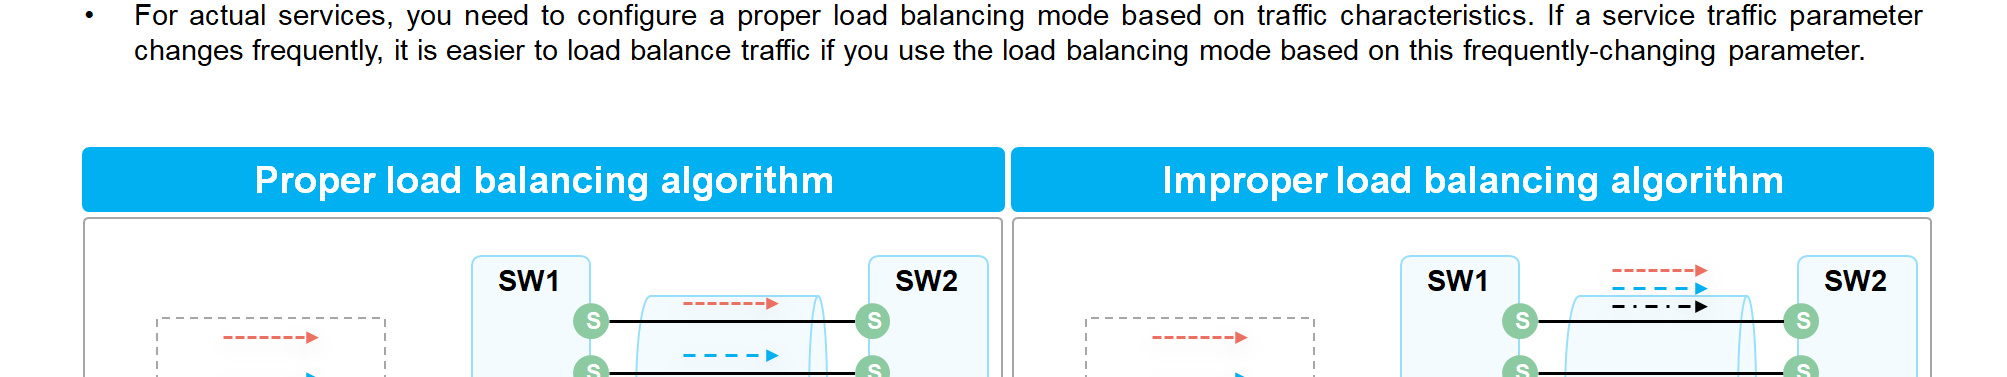 • For actual services, you need to configure a proper load balancing mode based on traffic characteristics. If a service traffic parameter
changes frequently, it is easier to load balance traffic if you use the load balancing mode based on this frequently-changing parameter.
Proper load balancing algorithm Improper load balancing algorithm
SW1 SW2 SW1 SW2
S S S S
S S S S